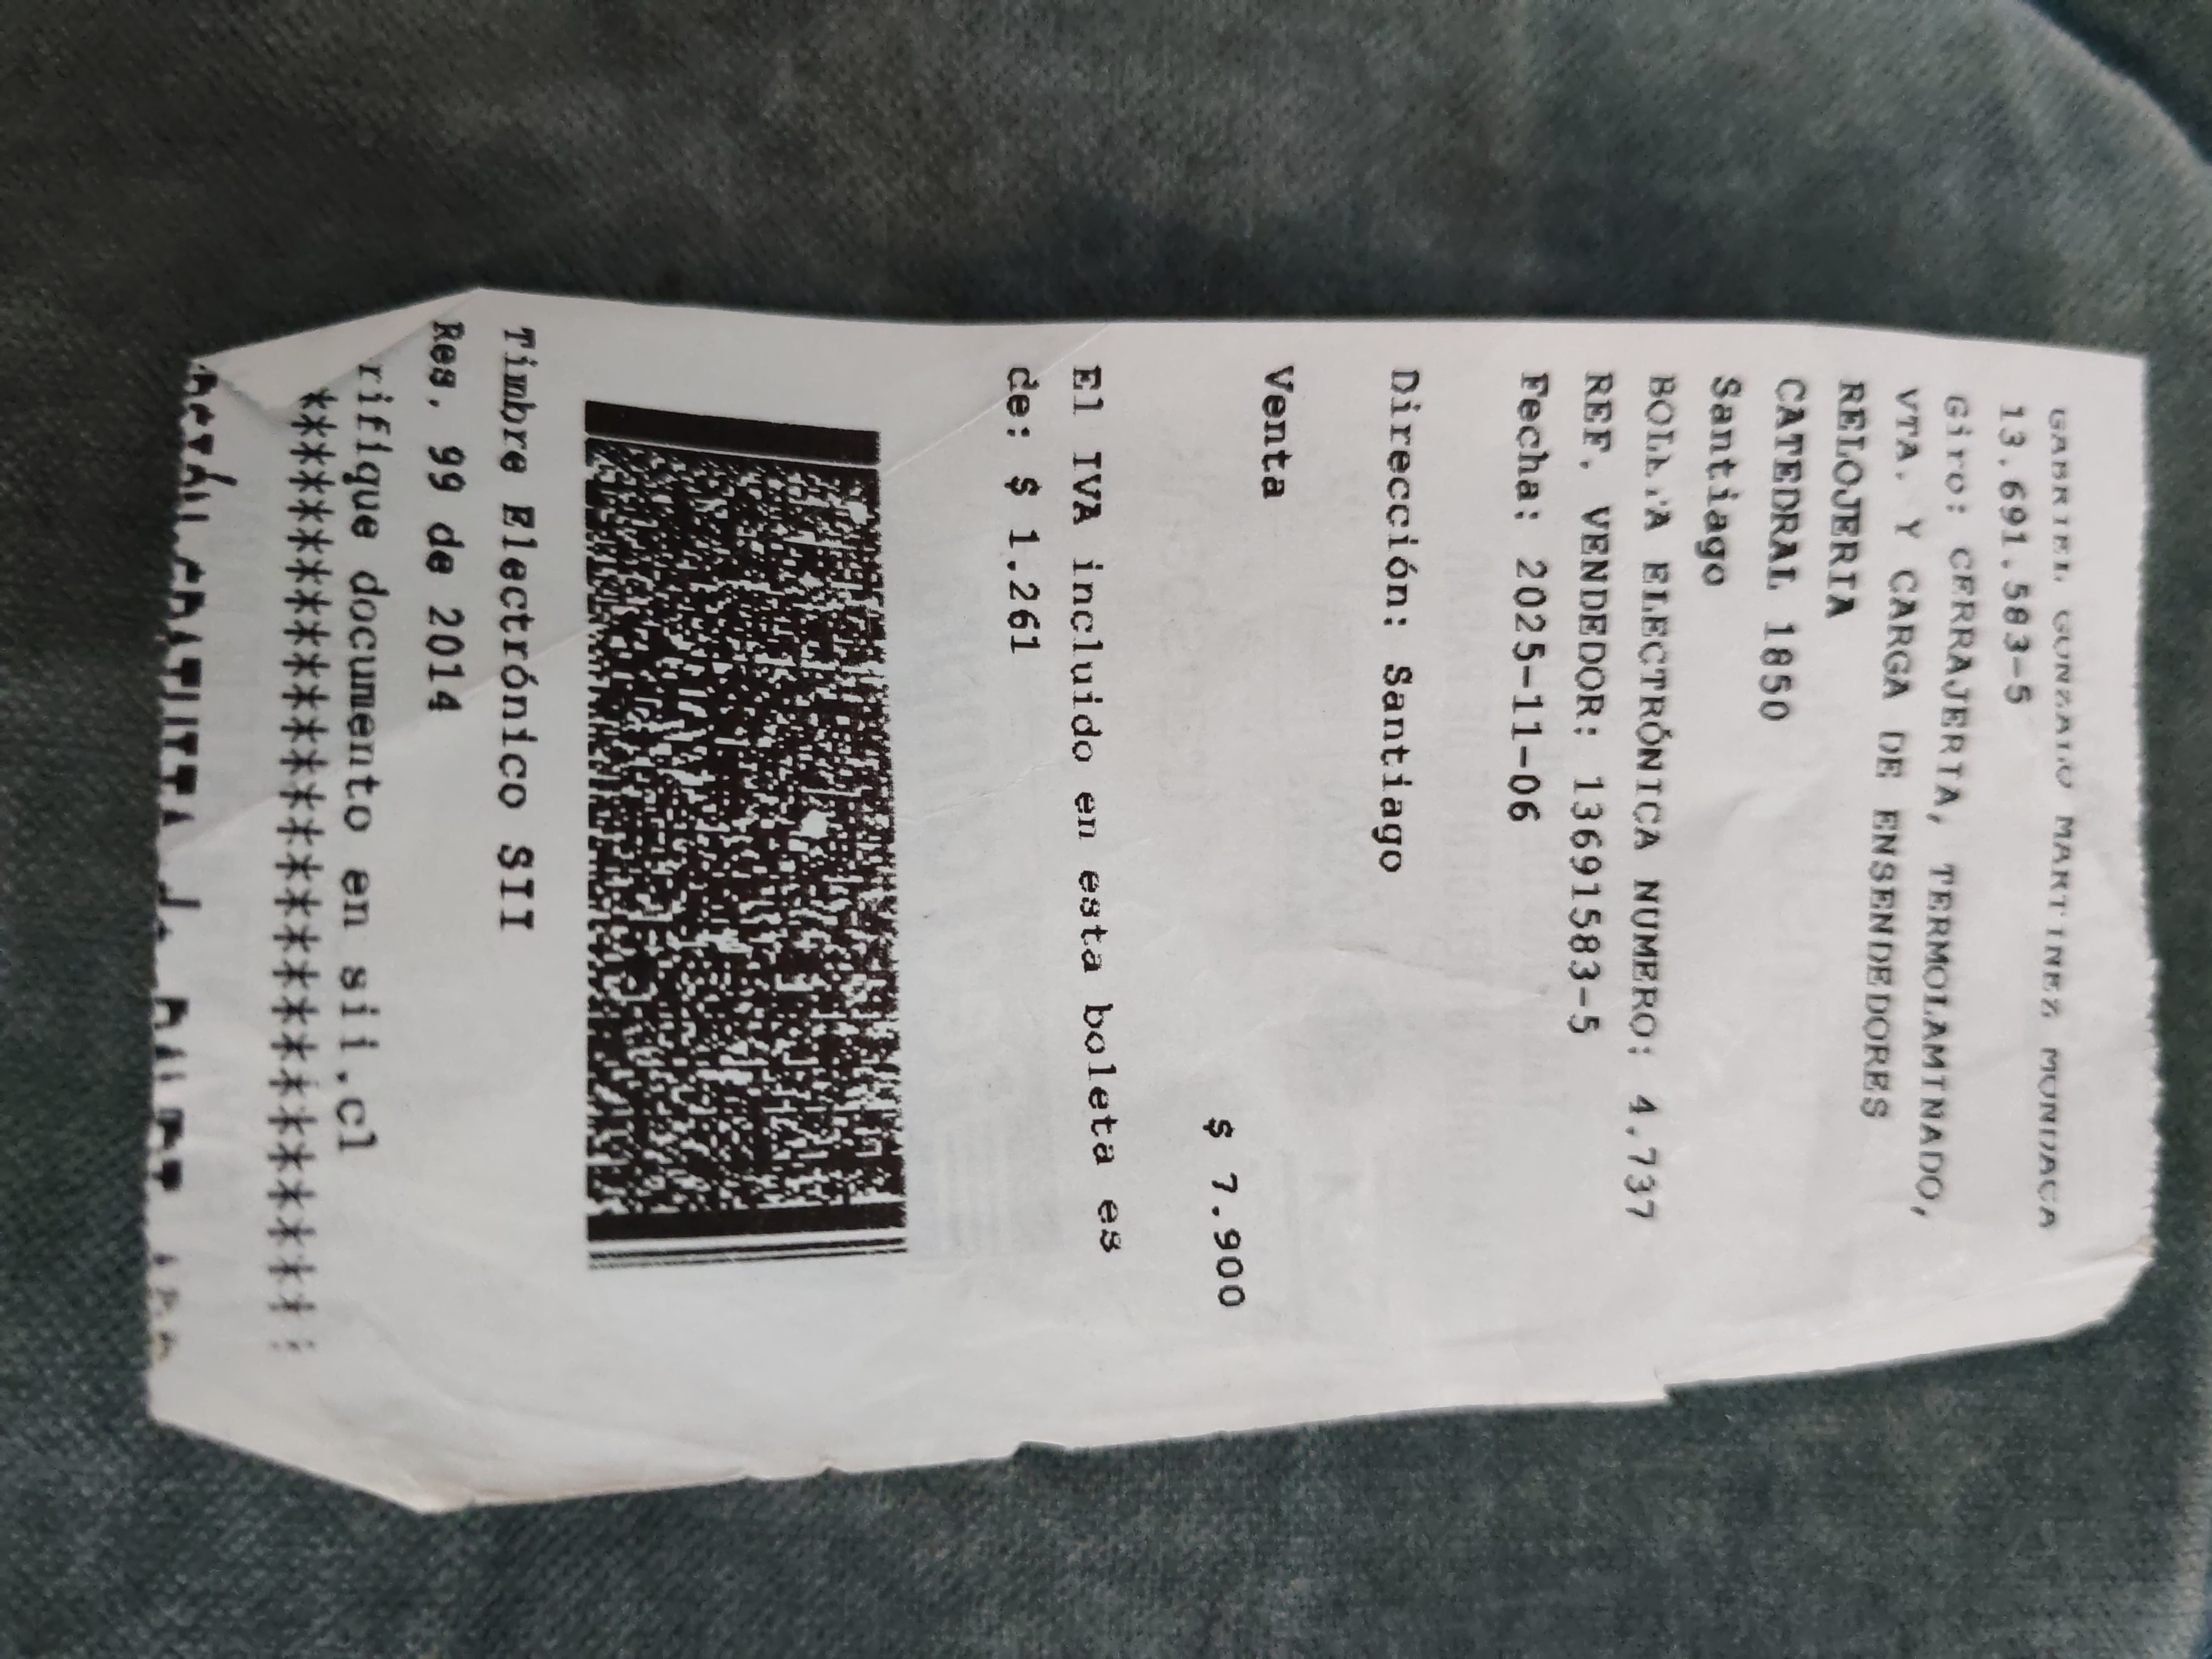 GABRIEL GONZALO MARTINEZ MUNDACA
13.691.583-5
Giro: CERRAJERIA, TERMOLAMINADO,
VTA. Y CARGA DE ENSENDEDORES
RELOJERIA
CATEDRAL 1850
Santiago
BOLETA ELECTRÓNICA NUMERO: 4.737
REF. VENDEDOR: 13691583-5
Fecha: 2025-11-06
Dirección: Santiago
Venta
$ 7.900
El IVA incluido en esta boleta es
de: $ 1.261
Timbre Electrónico SII
Res. 99 de 2014
rifique documento en sii.cl